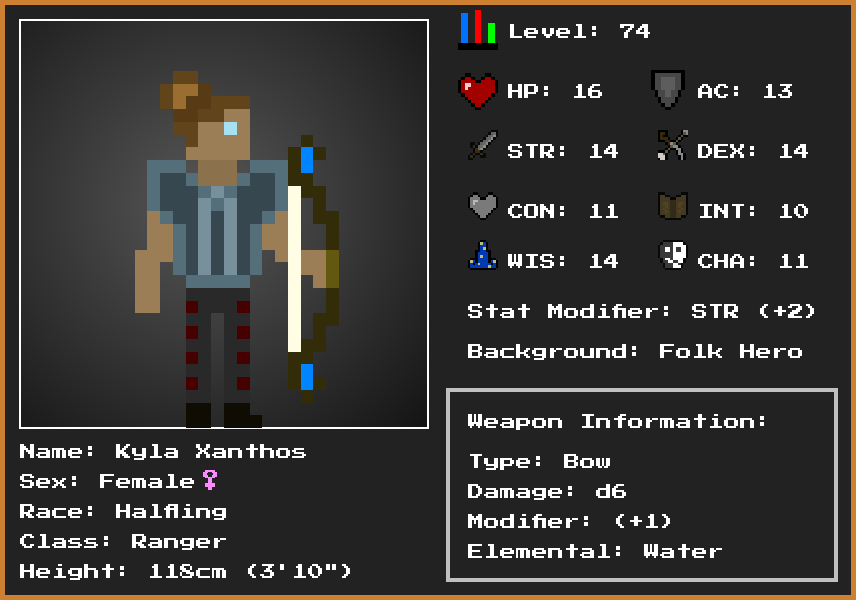 Level: 74
HP: 16 AC: 13
STR: 14 DEX: 14
CON: 11 INT: 10
WIS: 14 CHA: 11
Stat Modifier: STR (+2)
Background: Folk Hero
Weapon Information:
Type: Bow
Damage: d6
Modifier: (+1)
Elemental: Water
Name: Kyla Xanthos
Sex: Female♀
Race: Halfling
Class: Ranger
Height: 118cm (3'10")